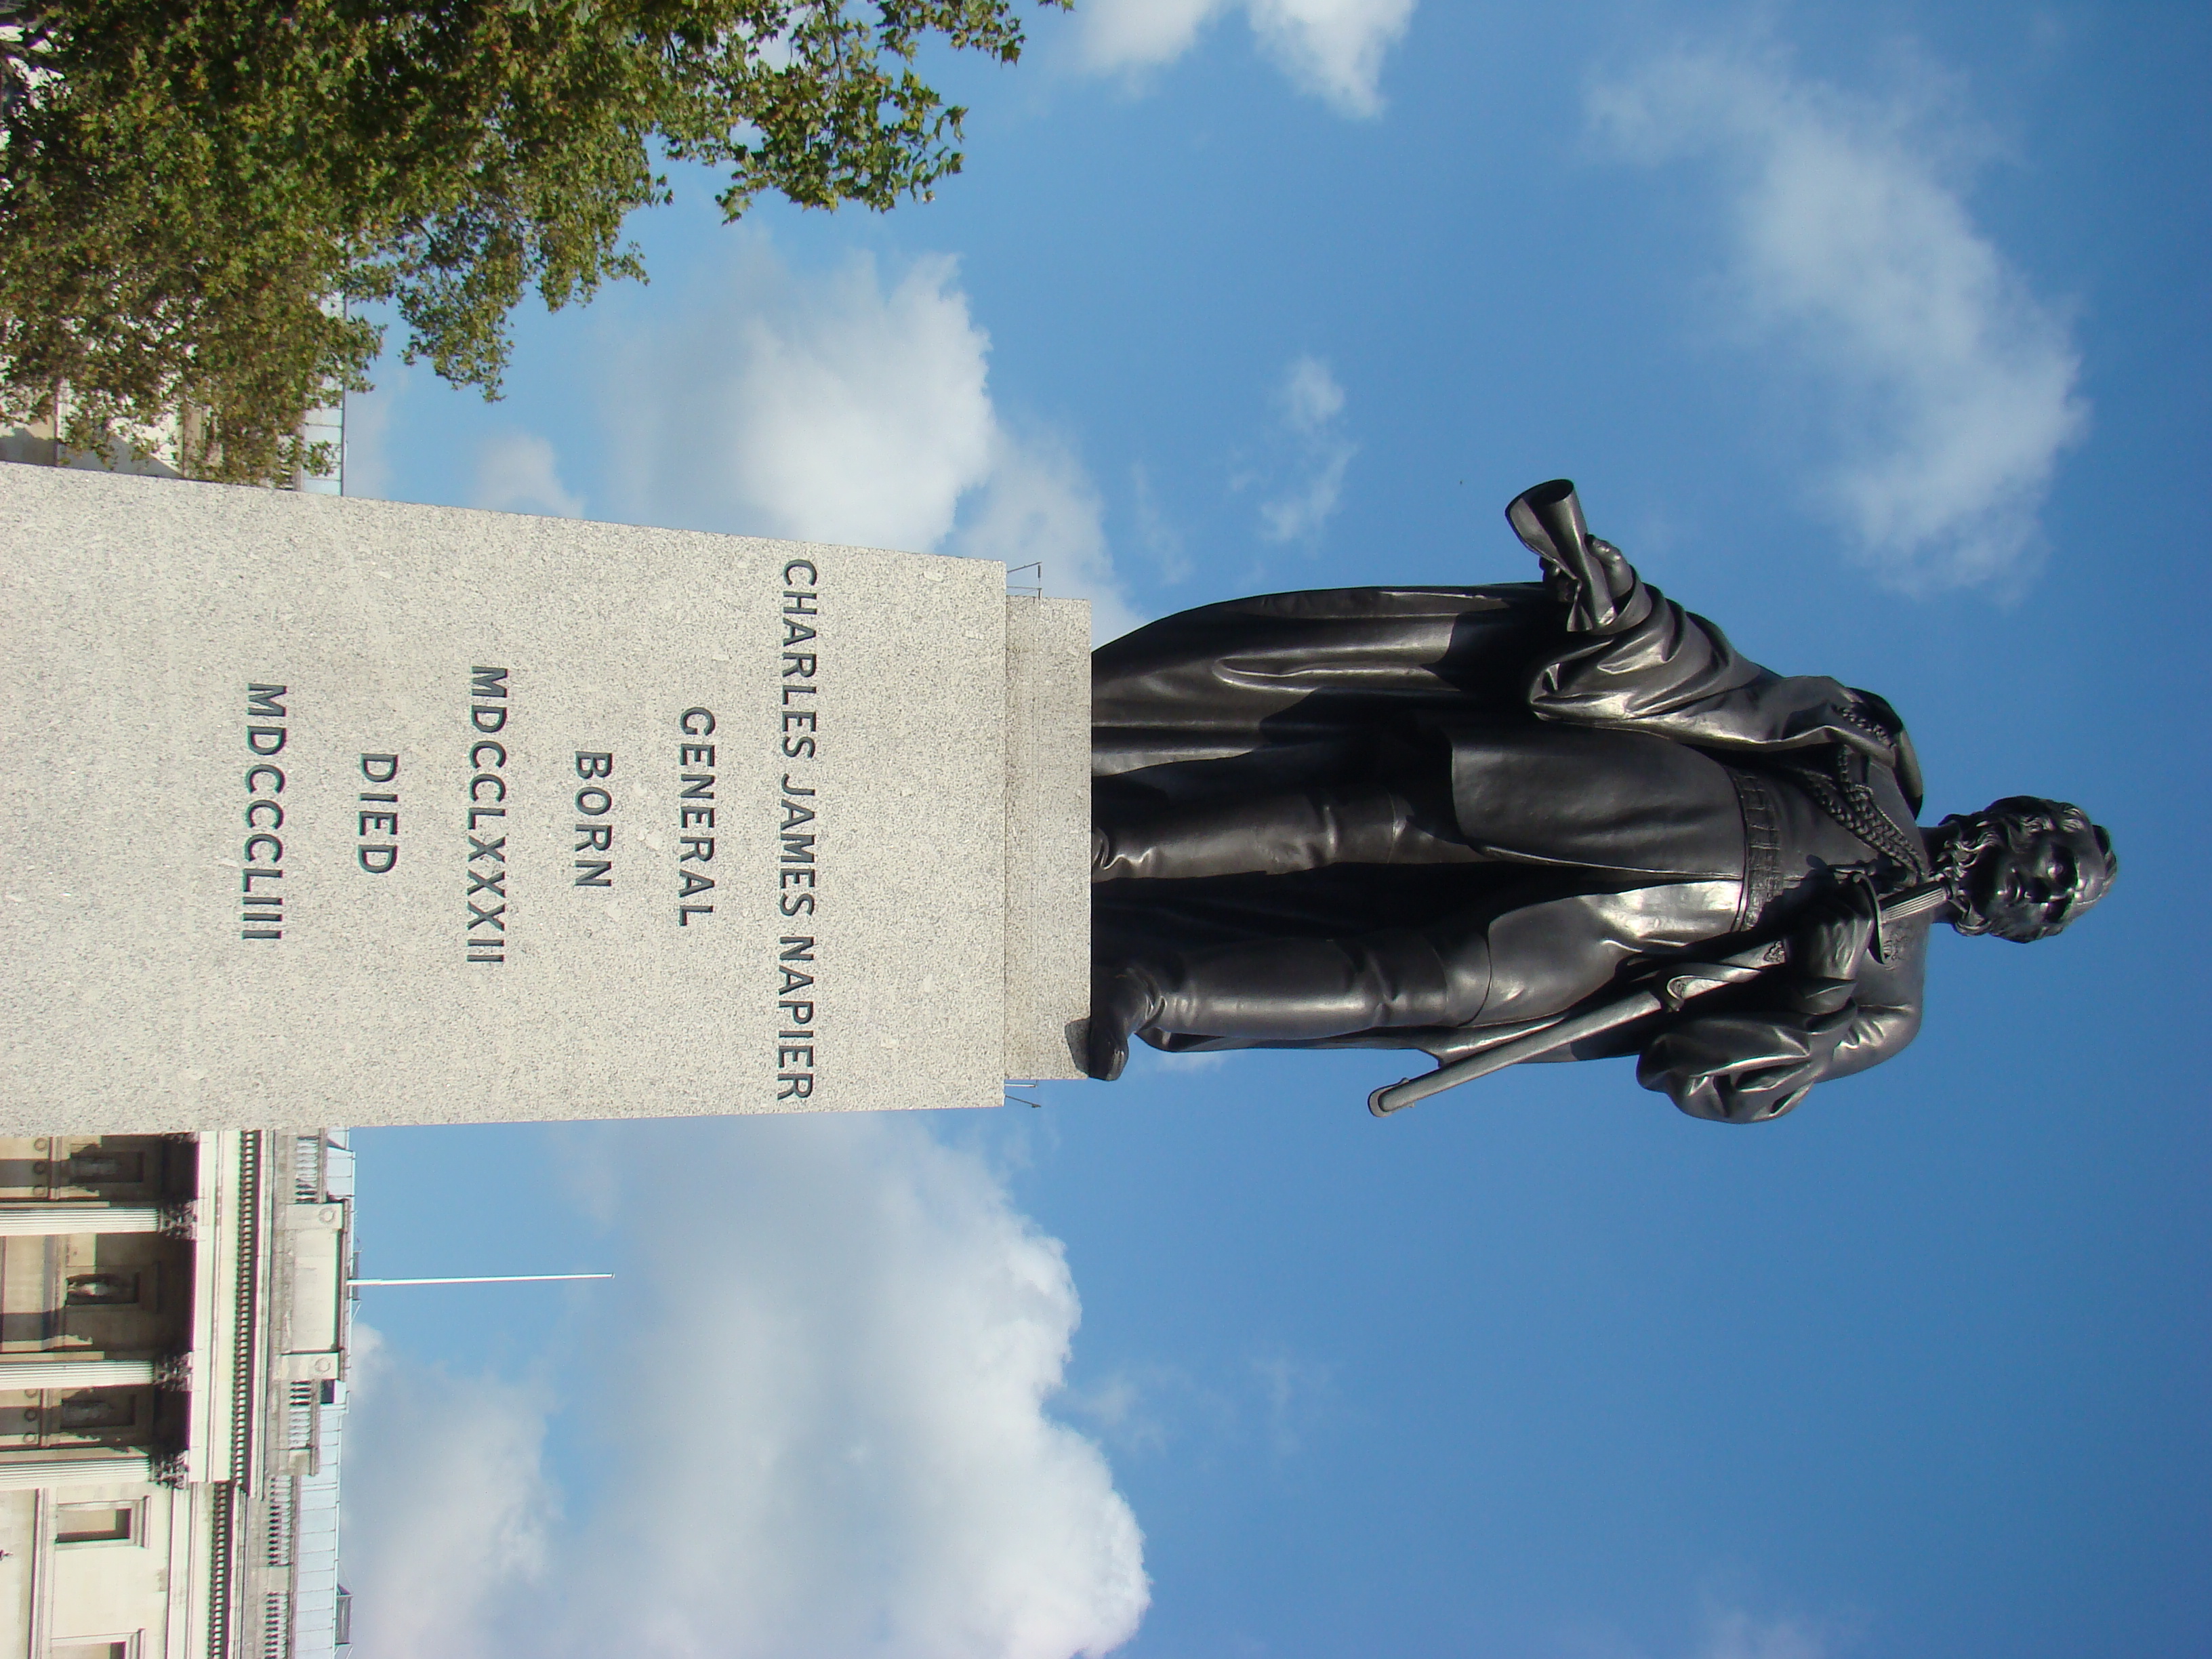 CHARLES JAMES NAPIER
GENERAL
BORN
MDCCLXXXII
DIED
MDCCCLIII